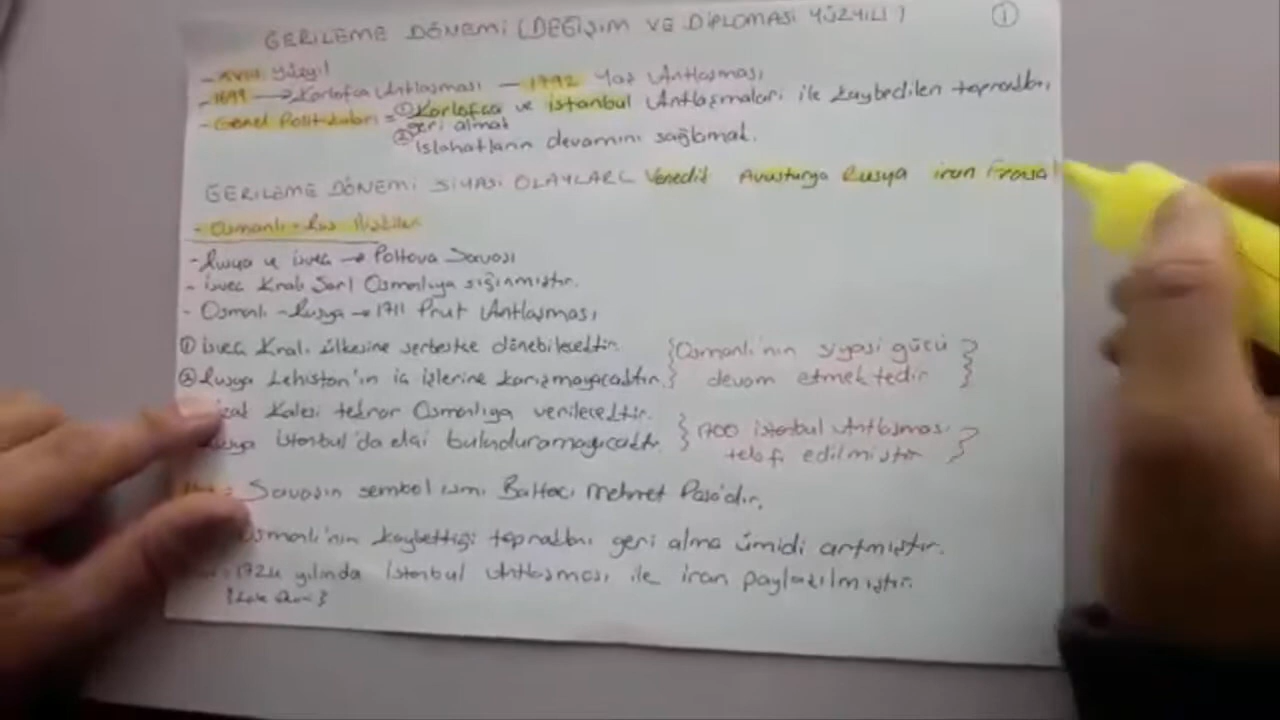 GERİLEME DÖNEMİ (DEĞİŞİM VE DİPLOMASİ YÜZYILI) ①
- XVIII. Yüzyıl
- 1699 → Karlofça Antlaşması — 1792 Yaş Antlaşması
- Genel Politikaları = ① Karlofça ve İstanbul Antlaşmaları ile kaybedilen toprakları
geri almak
② Islahatların devamını sağlamak.
GERİLEME DÖNEMİ SİYASİ OLAYLARI Venedik Avusturya Rusya İran Fransa
- Osmanlı - Rus İlişkileri
- Rusya ve İsveç → Poltova Savaşı
- İsveç Kralı Şarl Osmanlıya sığınmıştır.
- Osmanlı - Rusya → 1711 Prut Antlaşması
① İsveç Kralı ülkesine serbestçe dönebilecektir. } Osmanlı'nın siyasi gücü }
② Rusya Lehistan'ın iç işlerine karışmayacaktır. } devam etmektedir }
Kalesi tekrar Osmanlıya verilecektir. } 1700 İstanbul Antlaşması }
İstanbul'da elçi bulunduramayacaktır. } telafi edilmiştir }
= Savaşın sembol ismi Baltacı Mehmet Paşa'dır.
Osmanlı'nın kaybettiği toprakları geri alma ümidi artmıştır.
: 1724 yılında İstanbul Antlaşması ile İran paylaşılmıştır.